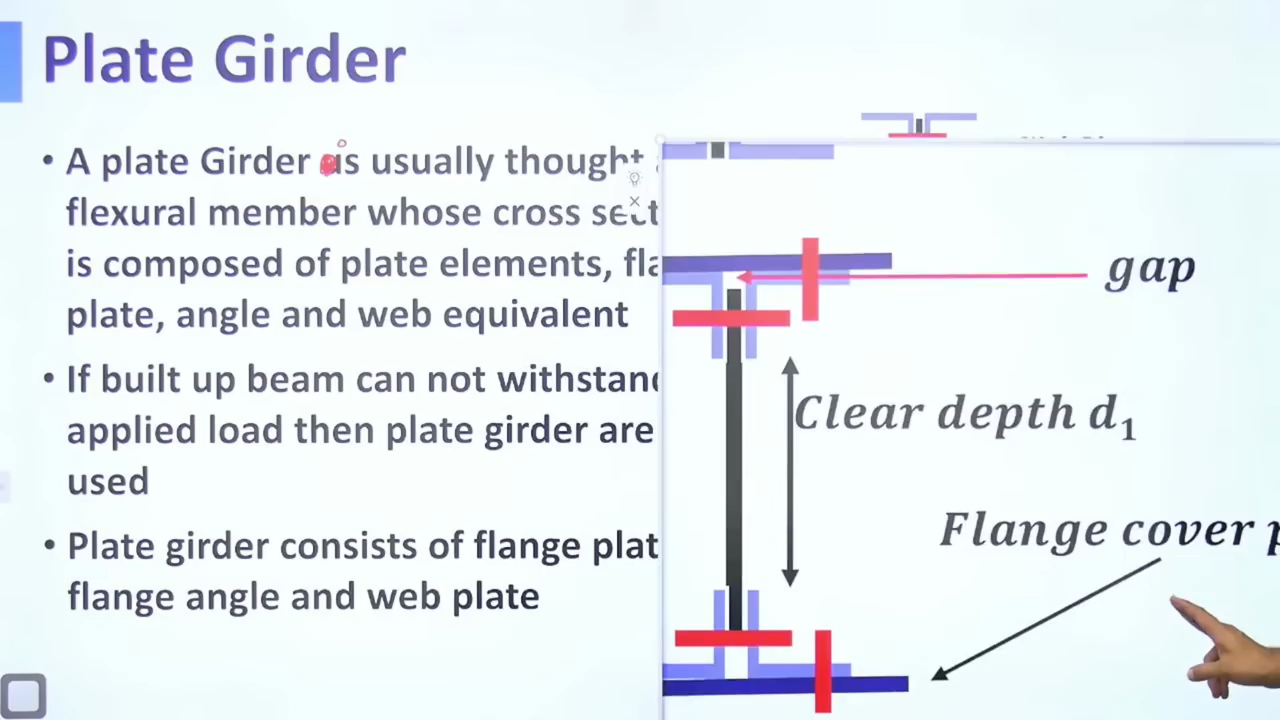 Plate Girder
• A plate Girder is usually thought
flexural member whose cross sect
is composed of plate elements, fla
plate, angle and web equivalent
• If built up beam can not withstand
applied load then plate girder are
used
• Plate girder consists of flange plat
flange angle and web plate
gap
Clear depth d₁
Flange cover p